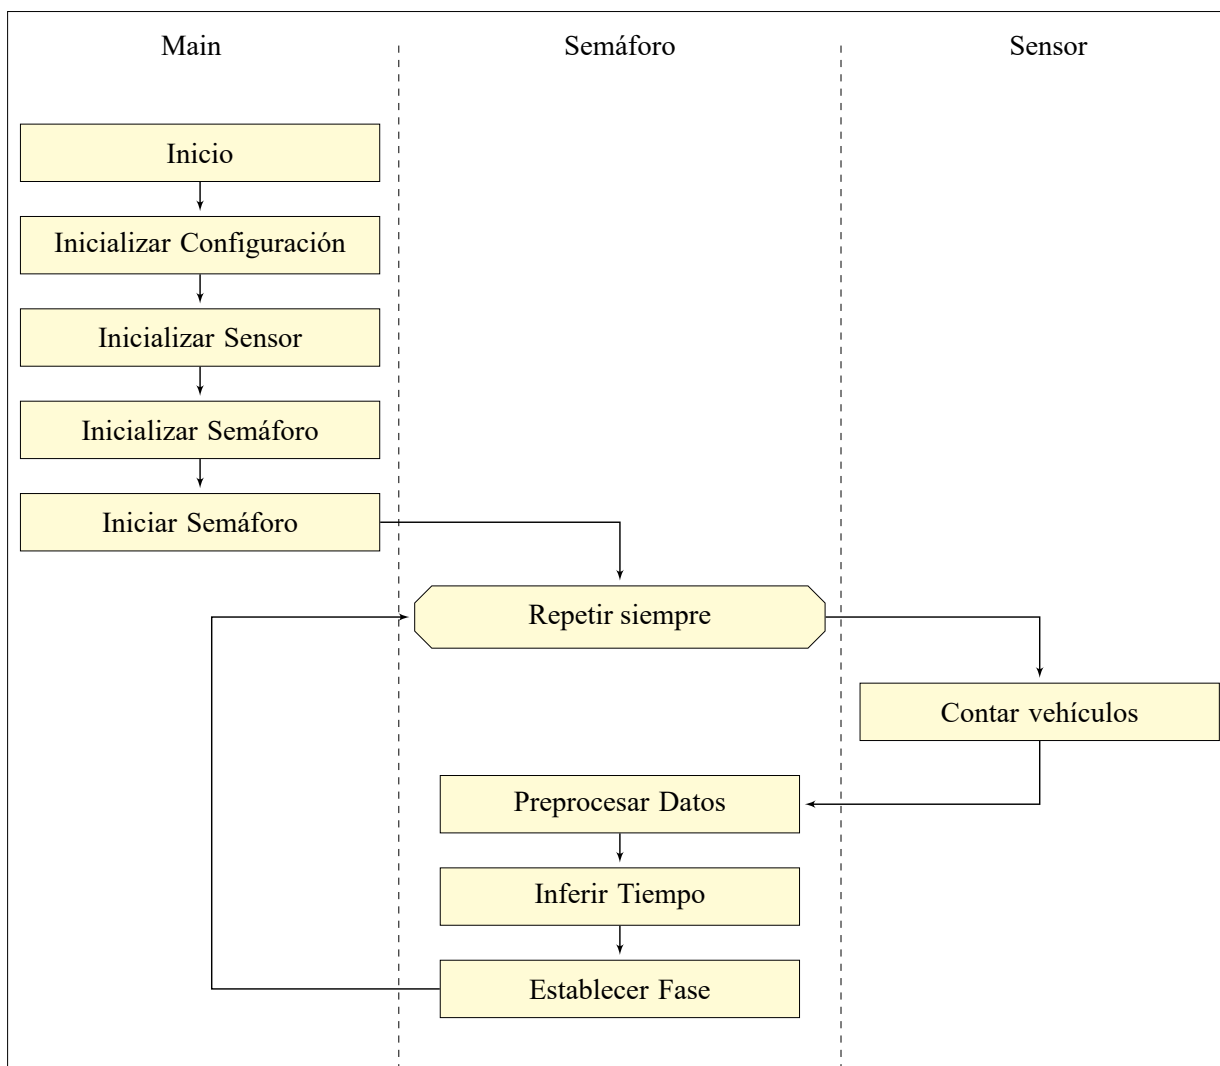 Main
Semáforo
Sensor
Inicio
Inicializar Configuración
Inicializar Sensor
Inicializar Semáforo
Iniciar Semáforo
Repetir siempre
Contar vehículos
Preprocesar Datos
Inferir Tiempo
Establecer Fase